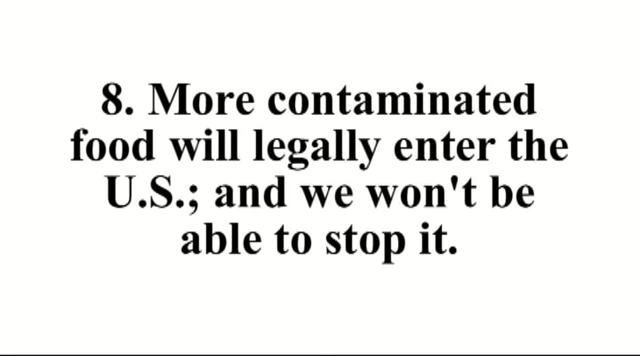 8. More contaminated
food will legally enter the
U.S.; and we won't be
able to stop it.